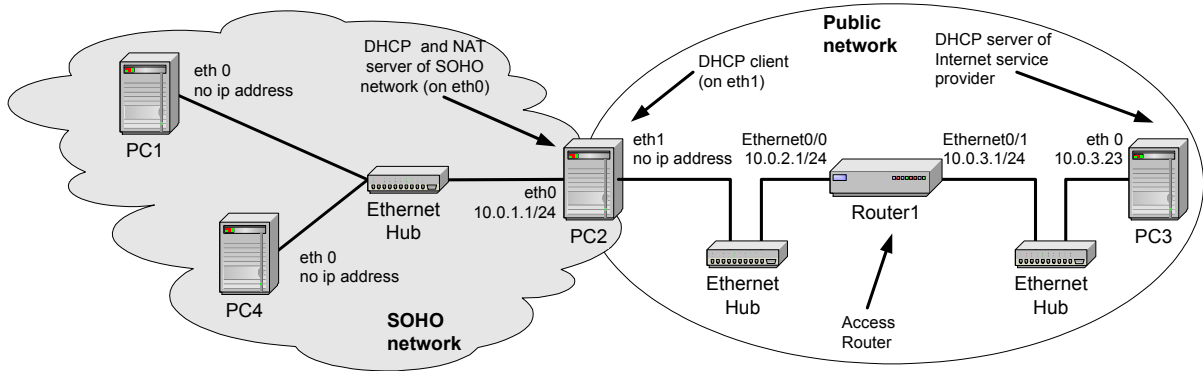 eth 0
no ip address
PC1
DHCP and NAT
server of SOHO
network (on eth0)
Ethernet
Hub
eth0
10.0.1.1/24
eth 0
no ip address
PC4
SOHO
network
Public
network
DHCP client
(on eth1)
DHCP server of
Internet service
provider
eth1
no ip address
PC2
Ethernet0/0
10.0.2.1/24
Ethernet0/1
10.0.3.1/24
Router1
eth 0
10.0.3.23
PC3
Ethernet
Hub
Access
Router
Ethernet
Hub